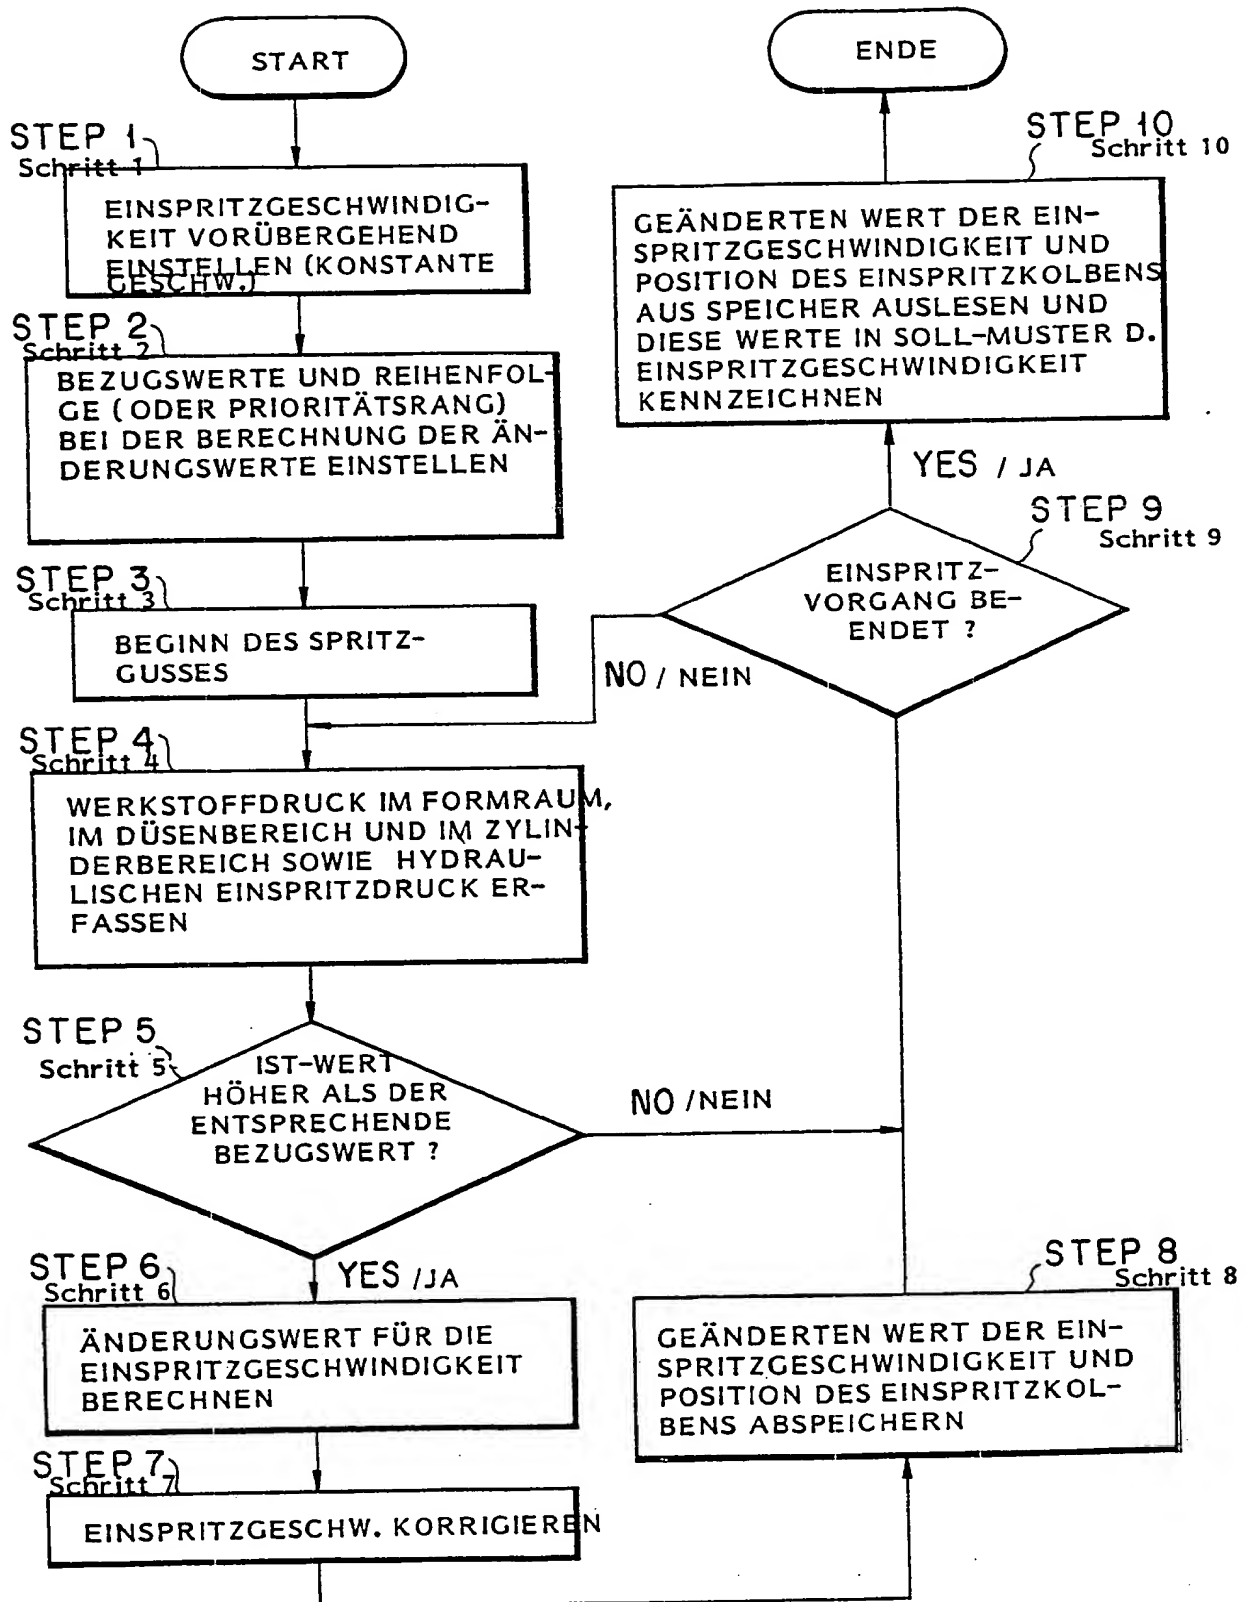 START
STEP 1
Schritt 1
EINSPRITZGESCHWINDIG-
KEIT VORÜBERGEHEND
EINSTELLEN (KONSTANTE
GESCHW.)
STEP 2
Schritt 2
BEZUGSWERTE UND REIHENFOL-
GE (ODER PRIORITÄTSRANG)
BEI DER BERECHNUNG DER ÄN-
DERUNGSWERTE EINSTELLEN
STEP 3
Schritt 3
BEGINN DES SPRITZ-
GUSSES
STEP 4
Schritt 4
WERKSTOFFDRUCK IM FORMRAUM,
IM DÜSENBEREICH UND IM ZYLIN-
DERBEREICH SOWIE HYDRAU-
LISCHEN EINSPRITZDRUCK ER-
FASSEN
STEP 5
Schritt 5
IST-WERT
HÖHER ALS DER
ENTSPRECHENDE
BEZUGSWERT ?
NO / NEIN
YES / JA
STEP 6
Schritt 6
ÄNDERUNGSWERT FÜR DIE
EINSPRITZGESCHWINDIGKEIT
BERECHNEN
STEP 7
Schritt 7
EINSPRITZGESCHW. KORRIGIEREN
STEP 8
Schritt 8
GEÄNDERTEN WERT DER EIN-
SPRITZGESCHWINDIGKEIT UND
POSITION DES EINSPRITZKOL-
BENS ABSPEICHERN
STEP 9
Schritt 9
EINSPRITZ-
VORGANG BE-
ENDET ?
NO / NEIN
YES / JA
STEP 10
Schritt 10
GEÄNDERTEN WERT DER EIN-
SPRITZGESCHWINDIGKEIT UND
POSITION DES EINSPRITZKOLBENS
AUS SPEICHER AUSLESEN UND
DIESE WERTE IN SOLL-MUSTER D.
EINSPRITZGESCHWINDIGKEIT
KENNZEICHNEN
ENDE